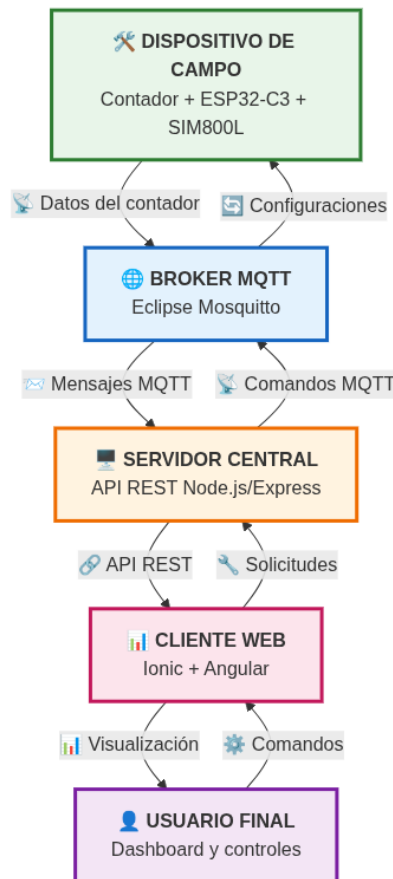 🛠️ DISPOSITIVO DE
CAMPO
Contador + ESP32-C3 +
SIM800L
📡 Datos del contador
🔄 Configuraciones
🌐 BROKER MQTT
Eclipse Mosquitto
📨 Mensajes MQTT
📡 Comandos MQTT
🖥️ SERVIDOR CENTRAL
API REST Node.js/Express
🔗 API REST
🔧 Solicitudes
📊 CLIENTE WEB
Ionic + Angular
📊 Visualización
⚙️ Comandos
👤 USUARIO FINAL
Dashboard y controles